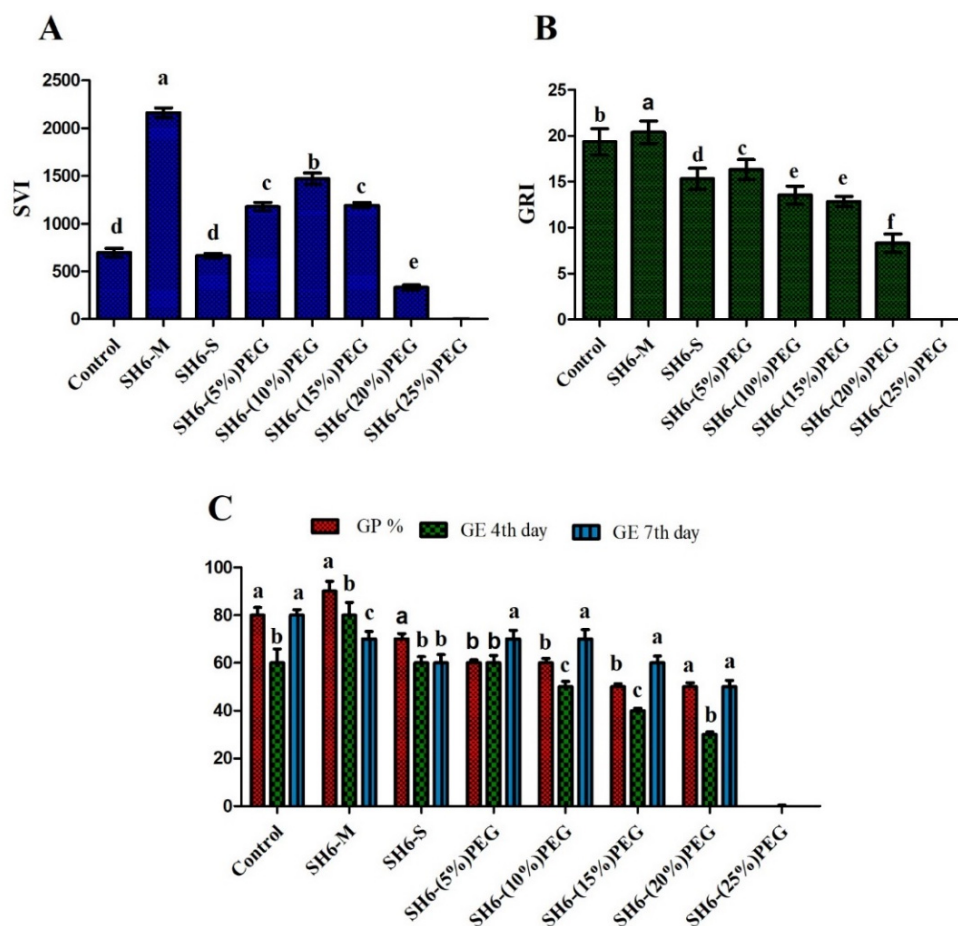 A
SVI
2500
2000
1500
1000
500
0
d
a
d
c
b
c
e
Control
SH6-M
SH6-S
SH6-(5%)PEG
SH6-(10%)PEG
SH6-(15%)PEG
SH6-(20%)PEG
SH6-(25%)PEG
B
GRI
25
20
15
10
5
0
b
a
d
c
e
e
f
Control
SH6-M
SH6-S
SH6-(5%)PEG
SH6-(10%)PEG
SH6-(15%)PEG
SH6-(20%)PEG
SH6-(25%)PEG
C
GP % GE 4th day GE 7th day
100
80
60
40
20
0
a b a
a b c
a b b
b b a
b c a
b c a
a b a
Control
SH6-M
SH6-S
SH6-(5%)PEG
SH6-(10%)PEG
SH6-(15%)PEG
SH6-(20%)PEG
SH6-(25%)PEG